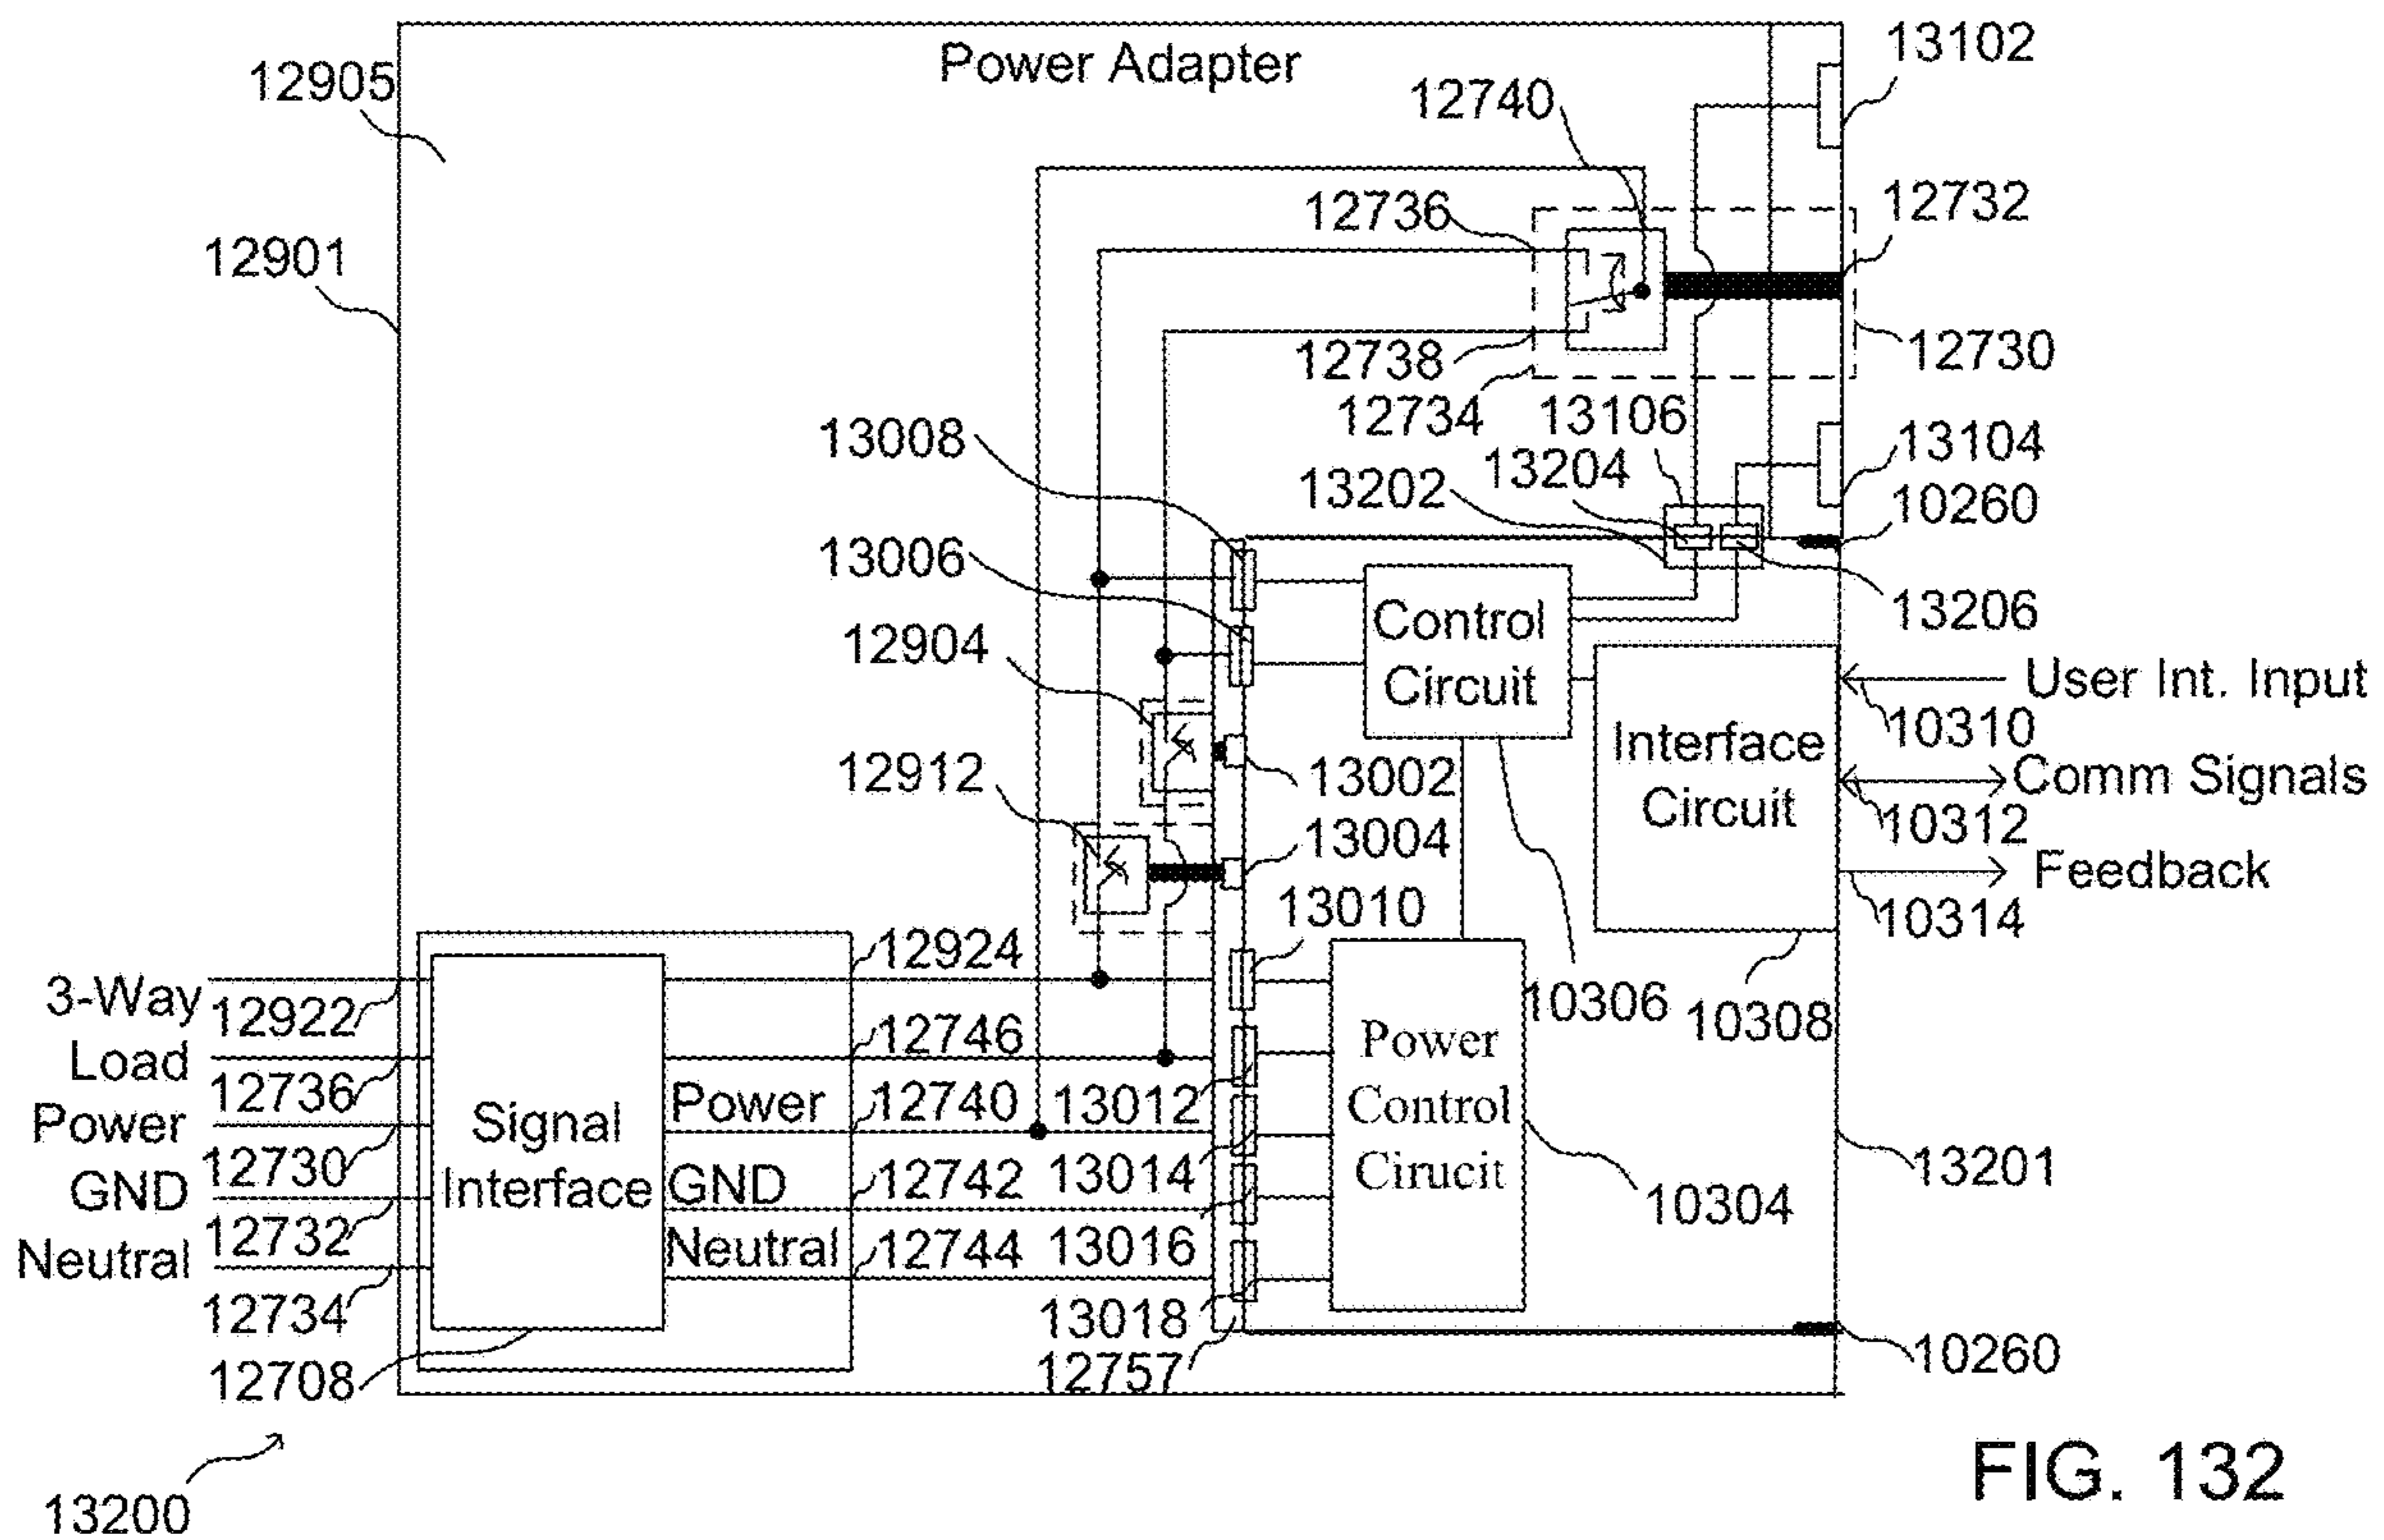 Power Adapter
13102
12905
12740
12736
12732
12901
12738
12730
12734
13106
13008
13104
13204
13202
10260
13006
13206
12904
Control
Circuit
User Int. Input
10310
Interface
Circuit
12912
13002
Comm Signals
10312
13004
Feedback
13010
10314
12924
3-Way
12922
10306
10308
12746
Load
12736
Power
Control
Cirucit
Power
12740
13012
Power
Signal
Interface
12730
GND
12742
13014
13201
GND
10304
12732
Neutral
12744
13016
Neutral
12734
13018
12757
10260
12708
FIG. 132
13200